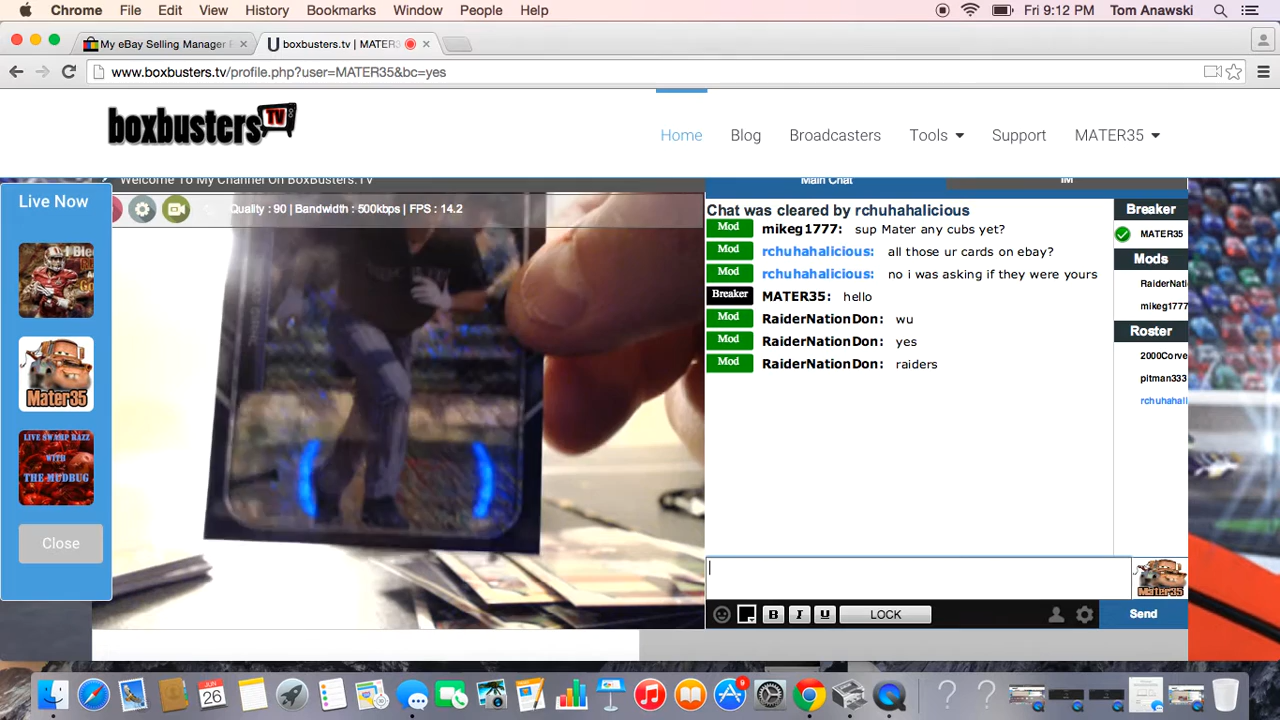 Chrome File Edit View History Bookmarks Window People Help Fri 9:12 PM Tom Anawski
My eBay Selling Manager P
boxbusters.tv | MATER3
www.boxbusters.tv/profile.php?user=MATER35&bc=yes
boxbusters TV
Home Blog Broadcasters Tools Support MATER35
Welcome To My Channel On BoxBusters.TV
Main Chat IM
Live Now
Quality : 90 | Bandwidth : 500kbps | FPS : 14.2
Chat was cleared by rchuhahalicious
Mod mikeg1777: sup Mater any cubs yet?
Mod rchuhahalicious: all those ur cards on ebay?
Mod rchuhahalicious: no i was asking if they were yours
Breaker MATER35: hello
Mod RaiderNationDon: wu
Mod RaiderNationDon: yes
Mod RaiderNationDon: raiders
Breaker
MATER35
Mods
RaiderNati
mikeg1777
Roster
2000Corve
pitman333
rchuhahali
Mater35
LIVE SWAMP RAZZ
WITH
THE MUDBUG
Close
Mater35
B I U LOCK Send
JUN
26
9